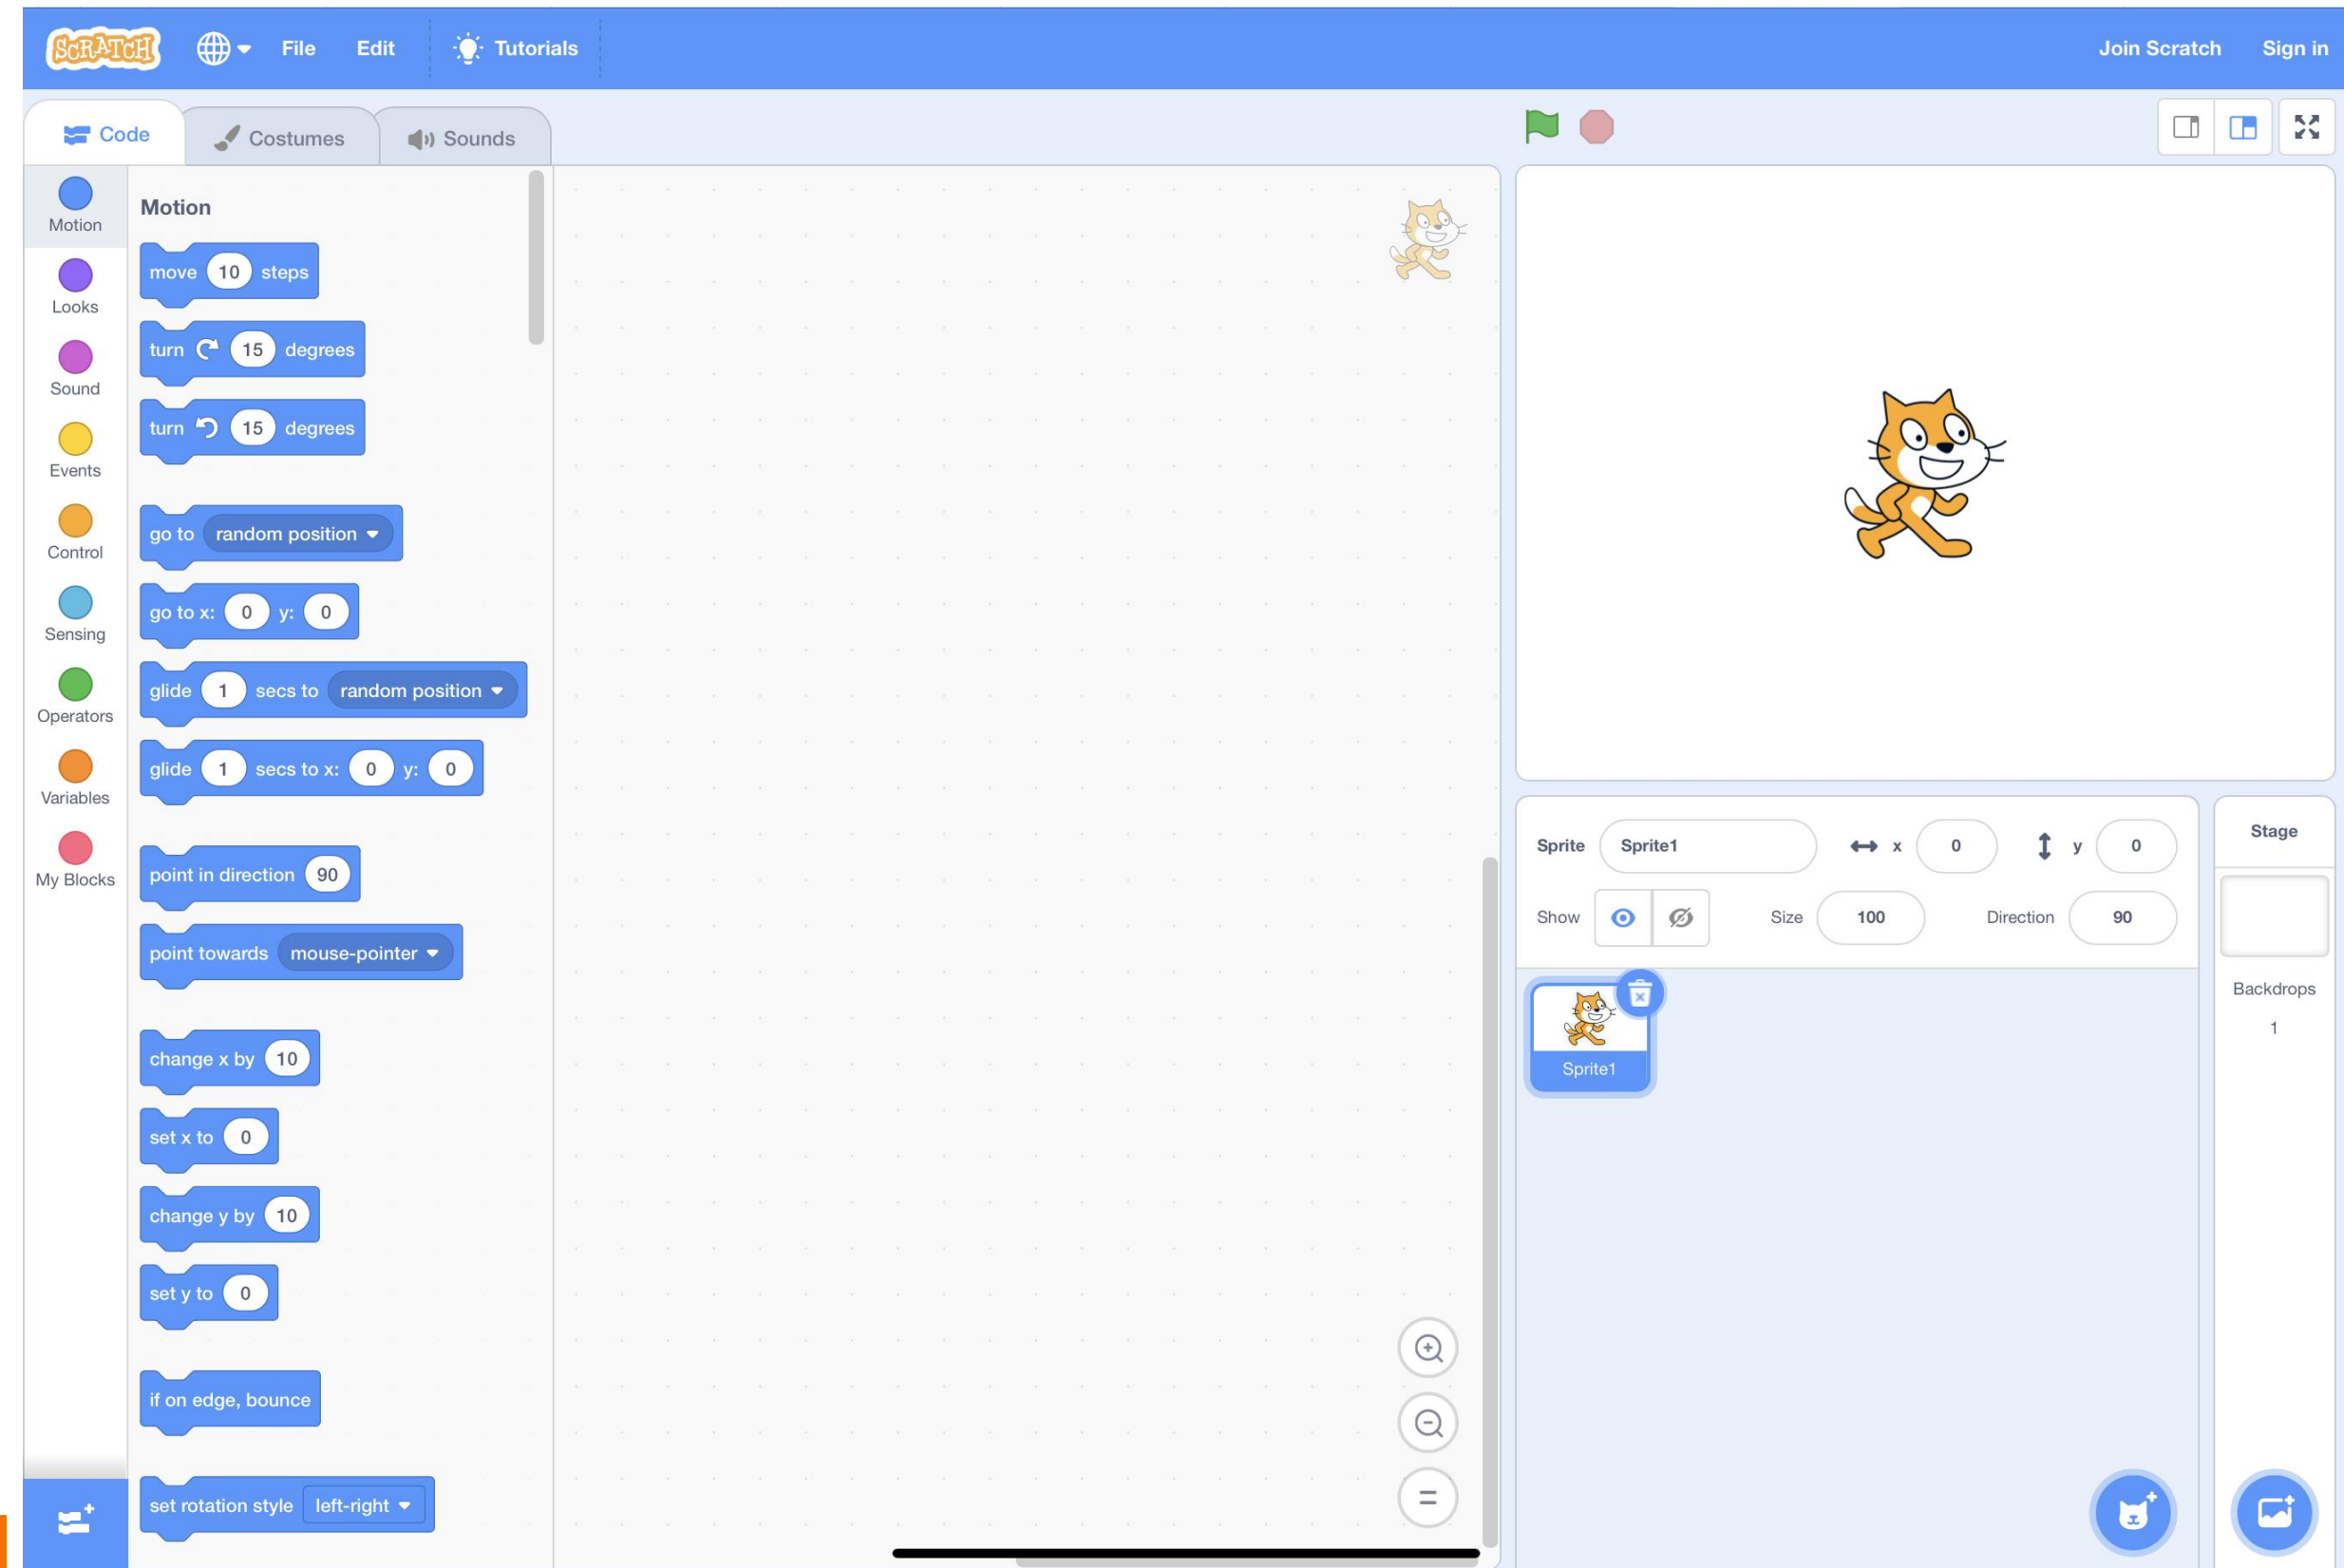 SCRATCH File Edit Tutorials Join Scratch Sign in
Code Costumes Sounds
Motion
Looks
Sound
Events
Control
Sensing
Operators
Variables
My Blocks
Motion
move 10 steps
turn 15 degrees
turn 15 degrees
go to random position
go to x: 0 y: 0
glide 1 secs to random position
glide 1 secs to x: 0 y: 0
point in direction 90
point towards mouse-pointer
change x by 10
set x to 0
change y by 10
set y to 0
if on edge, bounce
set rotation style left-right
Sprite Sprite1 x 0 y 0
Show Size 100 Direction 90
Sprite1
Stage
Backdrops
1